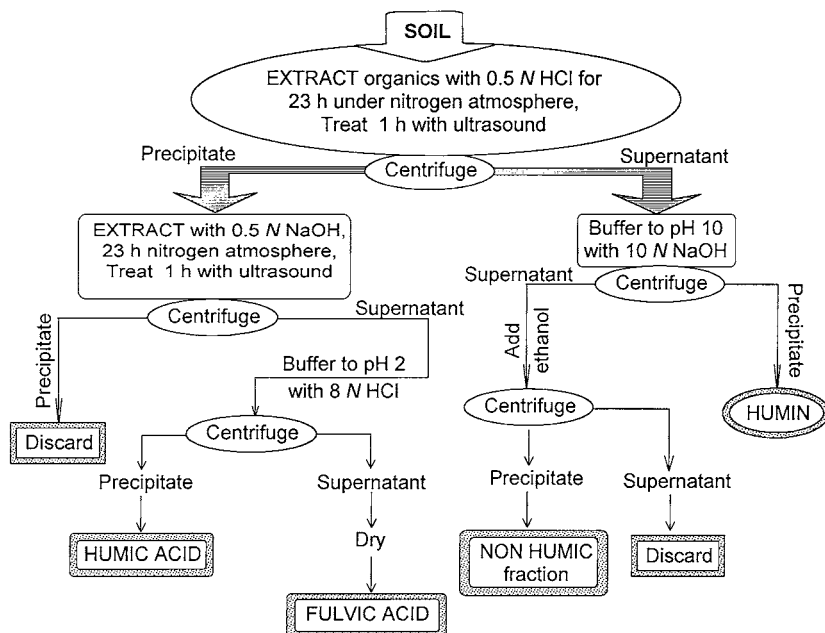 SOIL
EXTRACT organics with 0.5 N HCl for
23 h under nitrogen atmosphere,
Treat 1 h with ultrasound
Precipitate
Centrifuge
Supernatant
EXTRACT with 0.5 N NaOH,
23 h nitrogen atmosphere,
Treat 1 h with ultrasound
Buffer to pH 10
with 10 N NaOH
Centrifuge
Supernatant
Precipitate
Buffer to pH 2
with 8 N HCl
Discard
Centrifuge
Precipitate
HUMIC ACID
Supernatant
Dry
FULVIC ACID
Supernatant
Centrifuge
Precipitate
Add
ethanol
HUMIN
Centrifuge
Precipitate
NON HUMIC
fraction
Supernatant
Discard